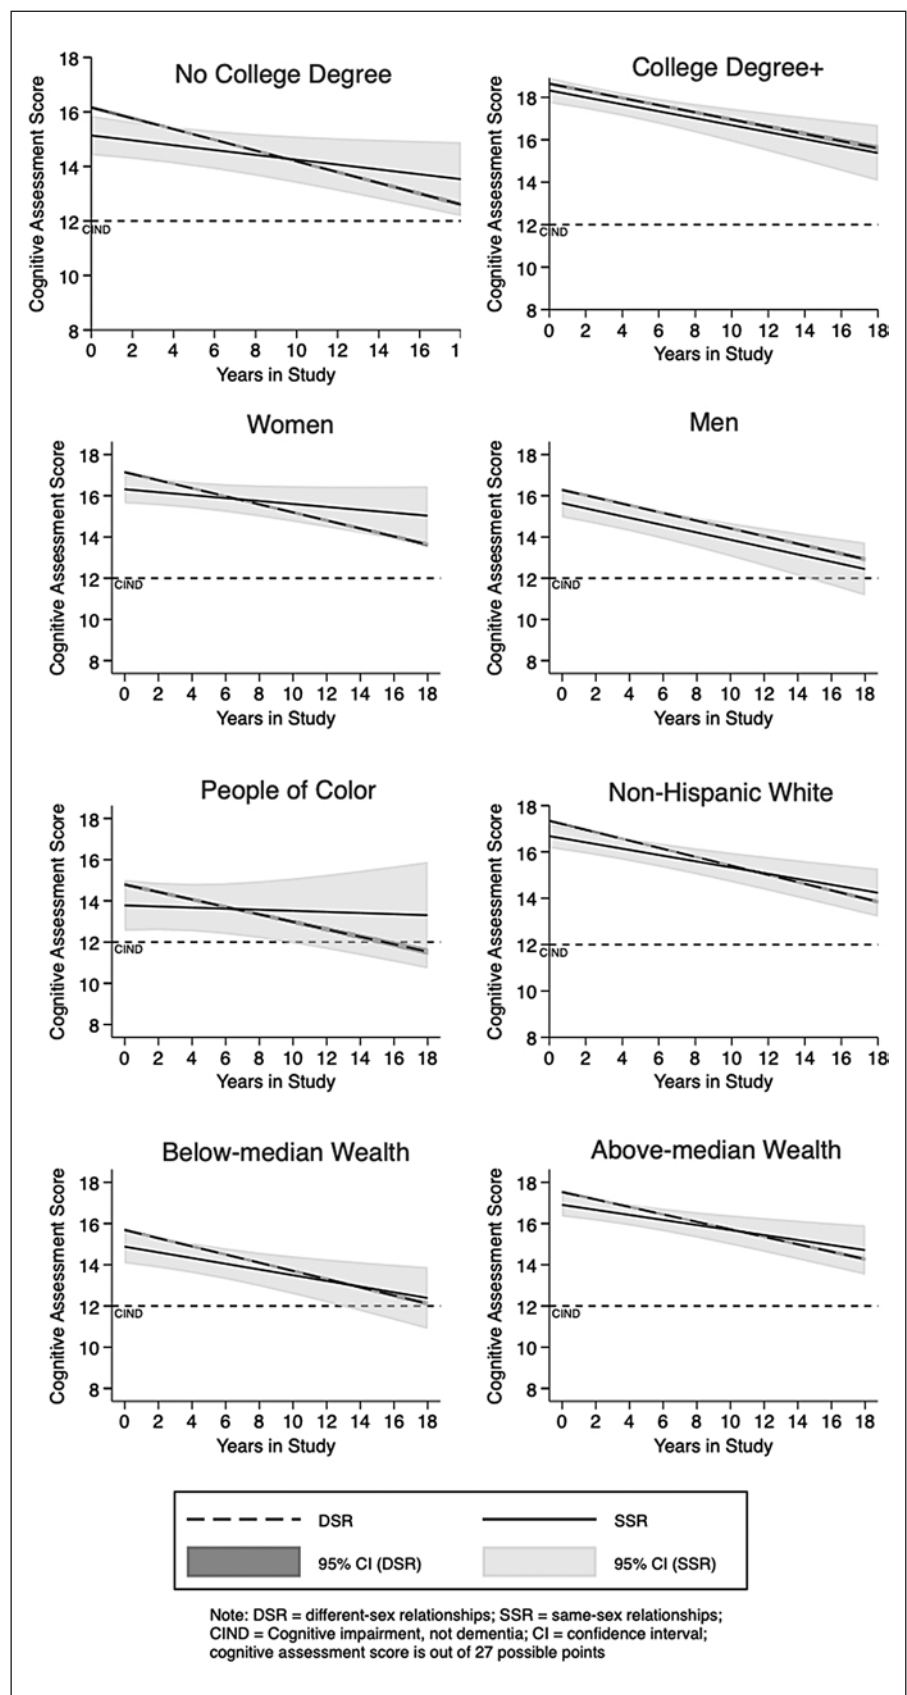 No College Degree
Cognitive Assessment Score
18
16
14
12
10
8
CIND
0 2 4 6 8 10 12 14 16 1
Years in Study
College Degree+
Cognitive Assessment Score
18
16
14
12
10
8
CIND
0 2 4 6 8 10 12 14 16 18
Years in Study
Women
Cognitive Assessment Score
18
16
14
12
10
8
CIND
0 2 4 6 8 10 12 14 16 18
Years in Study
Men
Cognitive Assessment Score
18
16
14
12
10
8
CIND
0 2 4 6 8 10 12 14 16 18
Years in Study
People of Color
Cognitive Assessment Score
18
16
14
12
10
8
CIND
0 2 4 6 8 10 12 14 16 18
Years in Study
Non-Hispanic White
Cognitive Assessment Score
18
16
14
12
10
8
CIND
0 2 4 6 8 10 12 14 16 18
Years in Study
Below-median Wealth
Cognitive Assessment Score
18
16
14
12
10
8
CIND
0 2 4 6 8 10 12 14 16 18
Years in Study
Above-median Wealth
Cognitive Assessment Score
18
16
14
12
10
8
CIND
0 2 4 6 8 10 12 14 16 18
Years in Study
DSR SSR
95% CI (DSR) 95% CI (SSR)
Note: DSR = different-sex relationships; SSR = same-sex relationships;
CIND = Cognitive impairment, not dementia; CI = confidence interval;
cognitive assessment score is out of 27 possible points